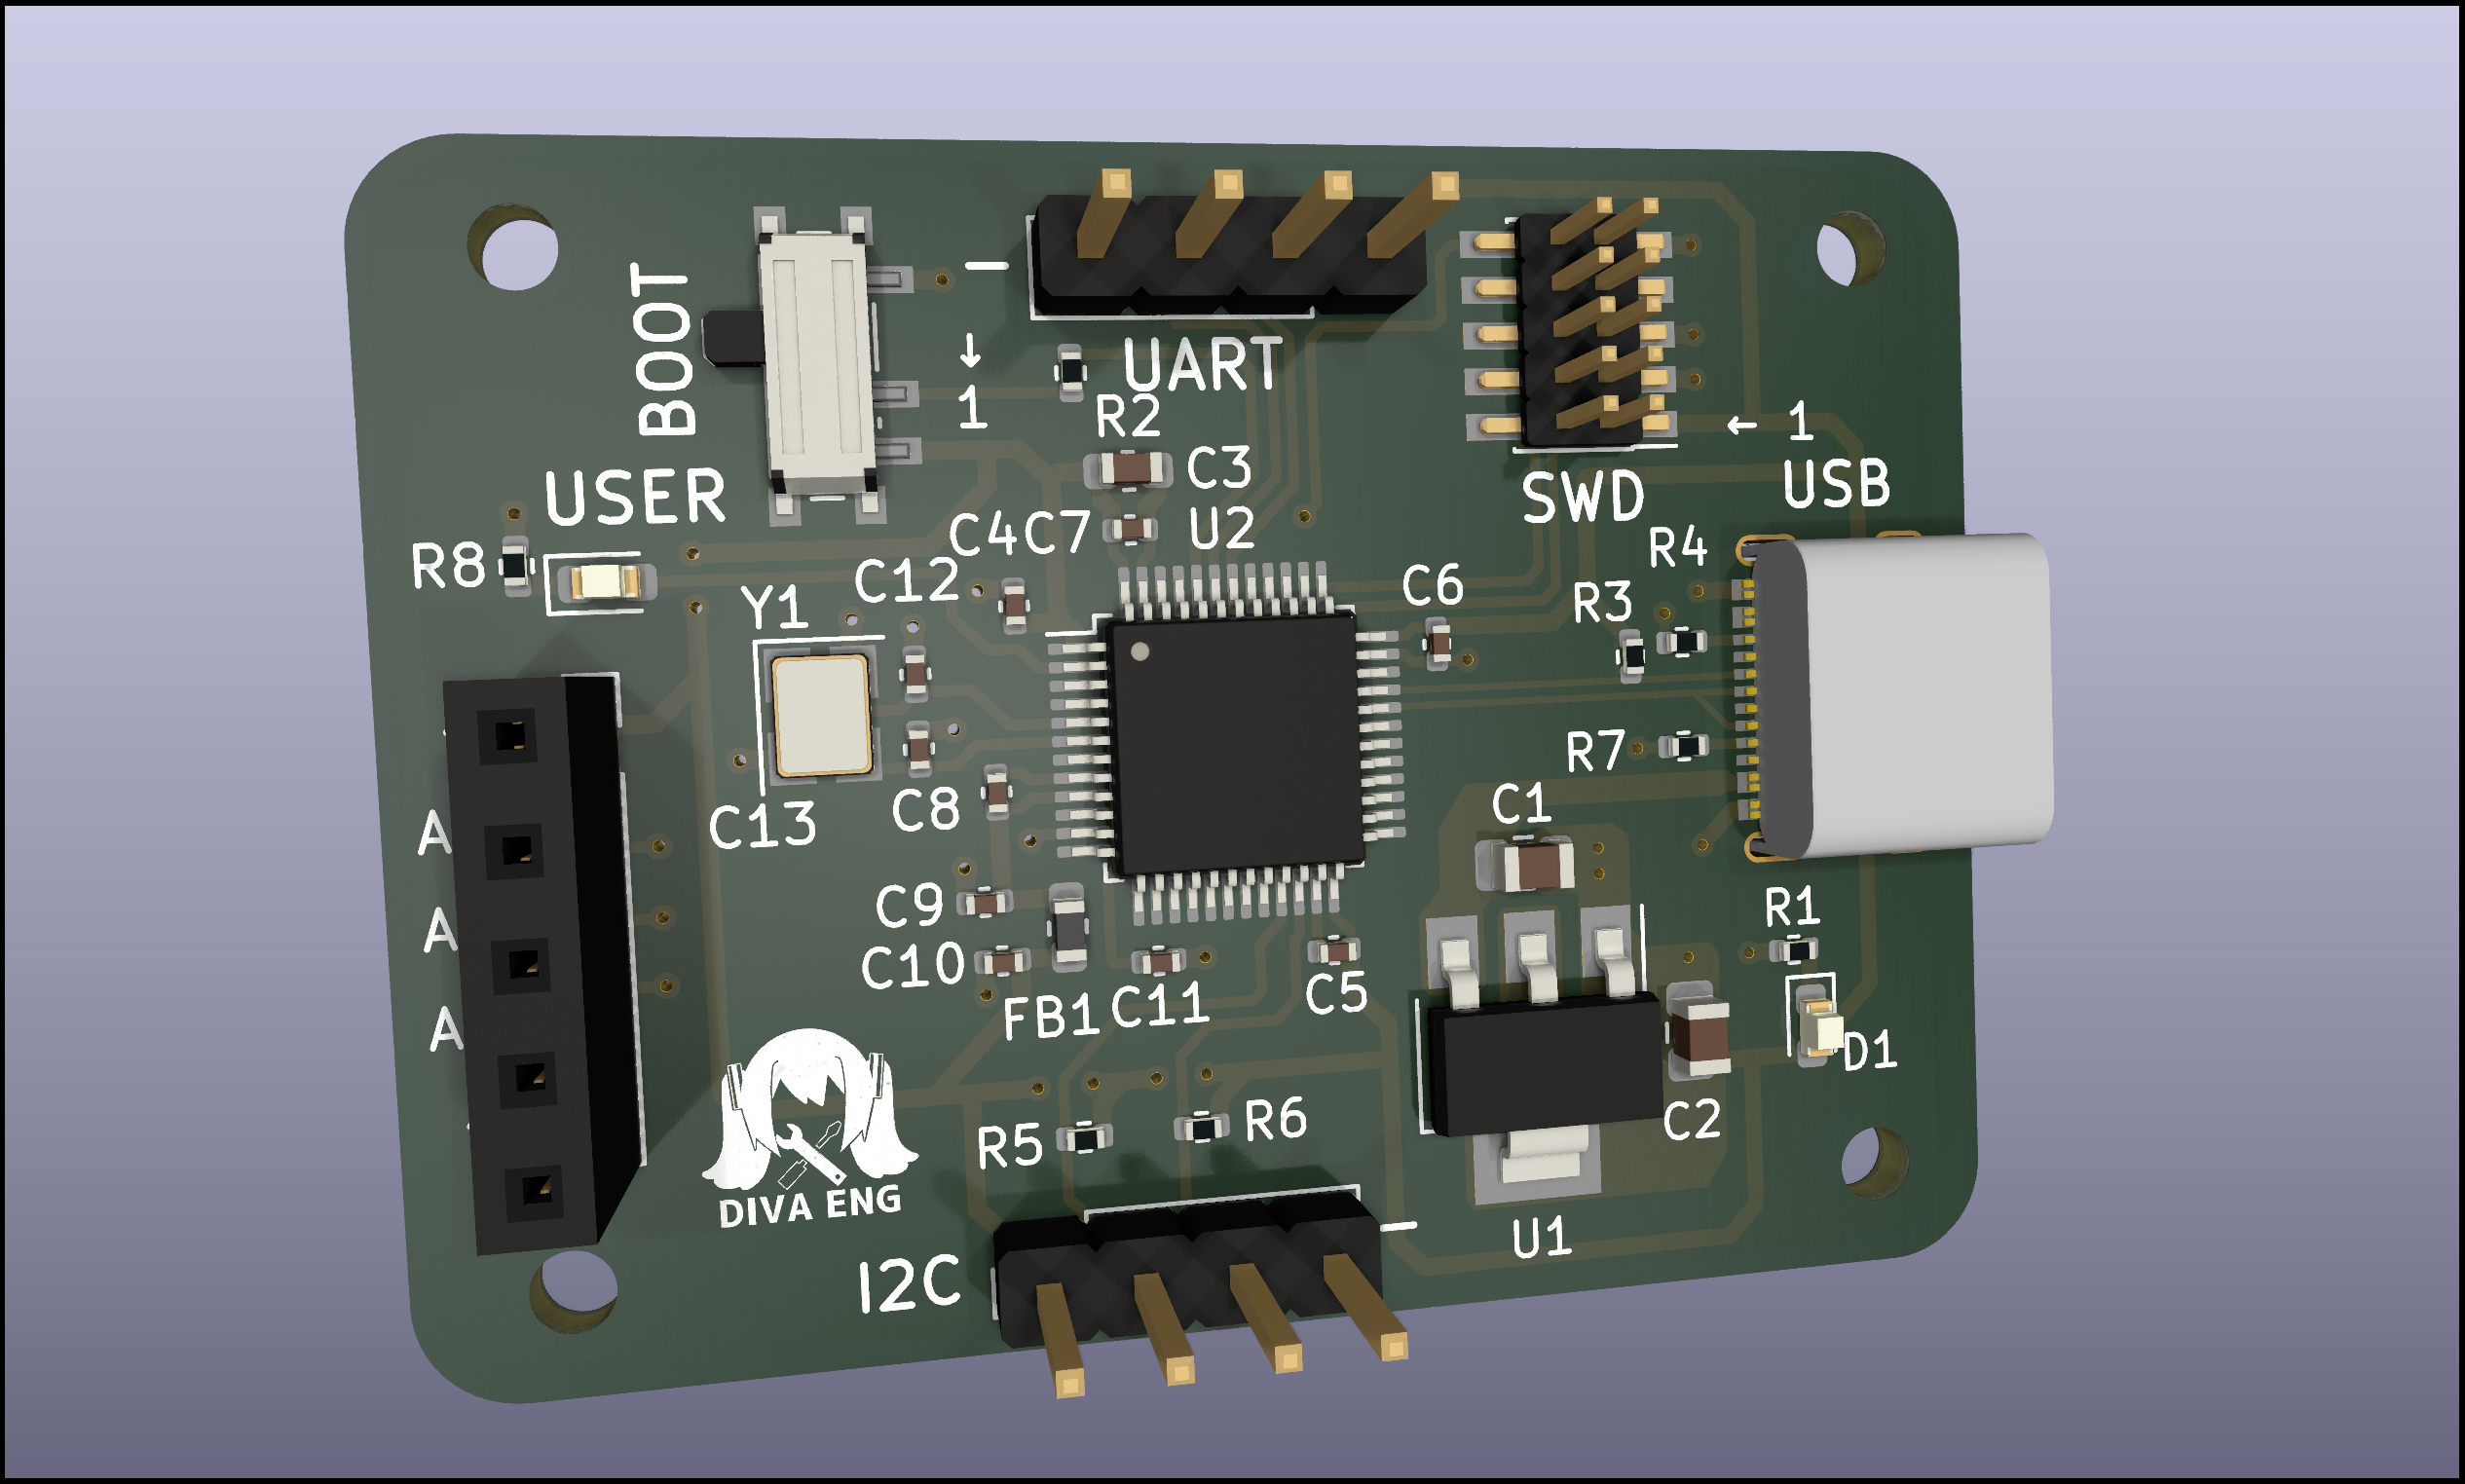 BOOT
UART
1
R2
C3
1
SWD
USB
USER
C4C7
U2
R8
C12
C6
R4
Y1
R3
R7
C13
C8
C1
A
A
A
C9
C10
FB1
C11
C5
R1
D1
R5
R6
C2
DIVA ENG
U1
I2C